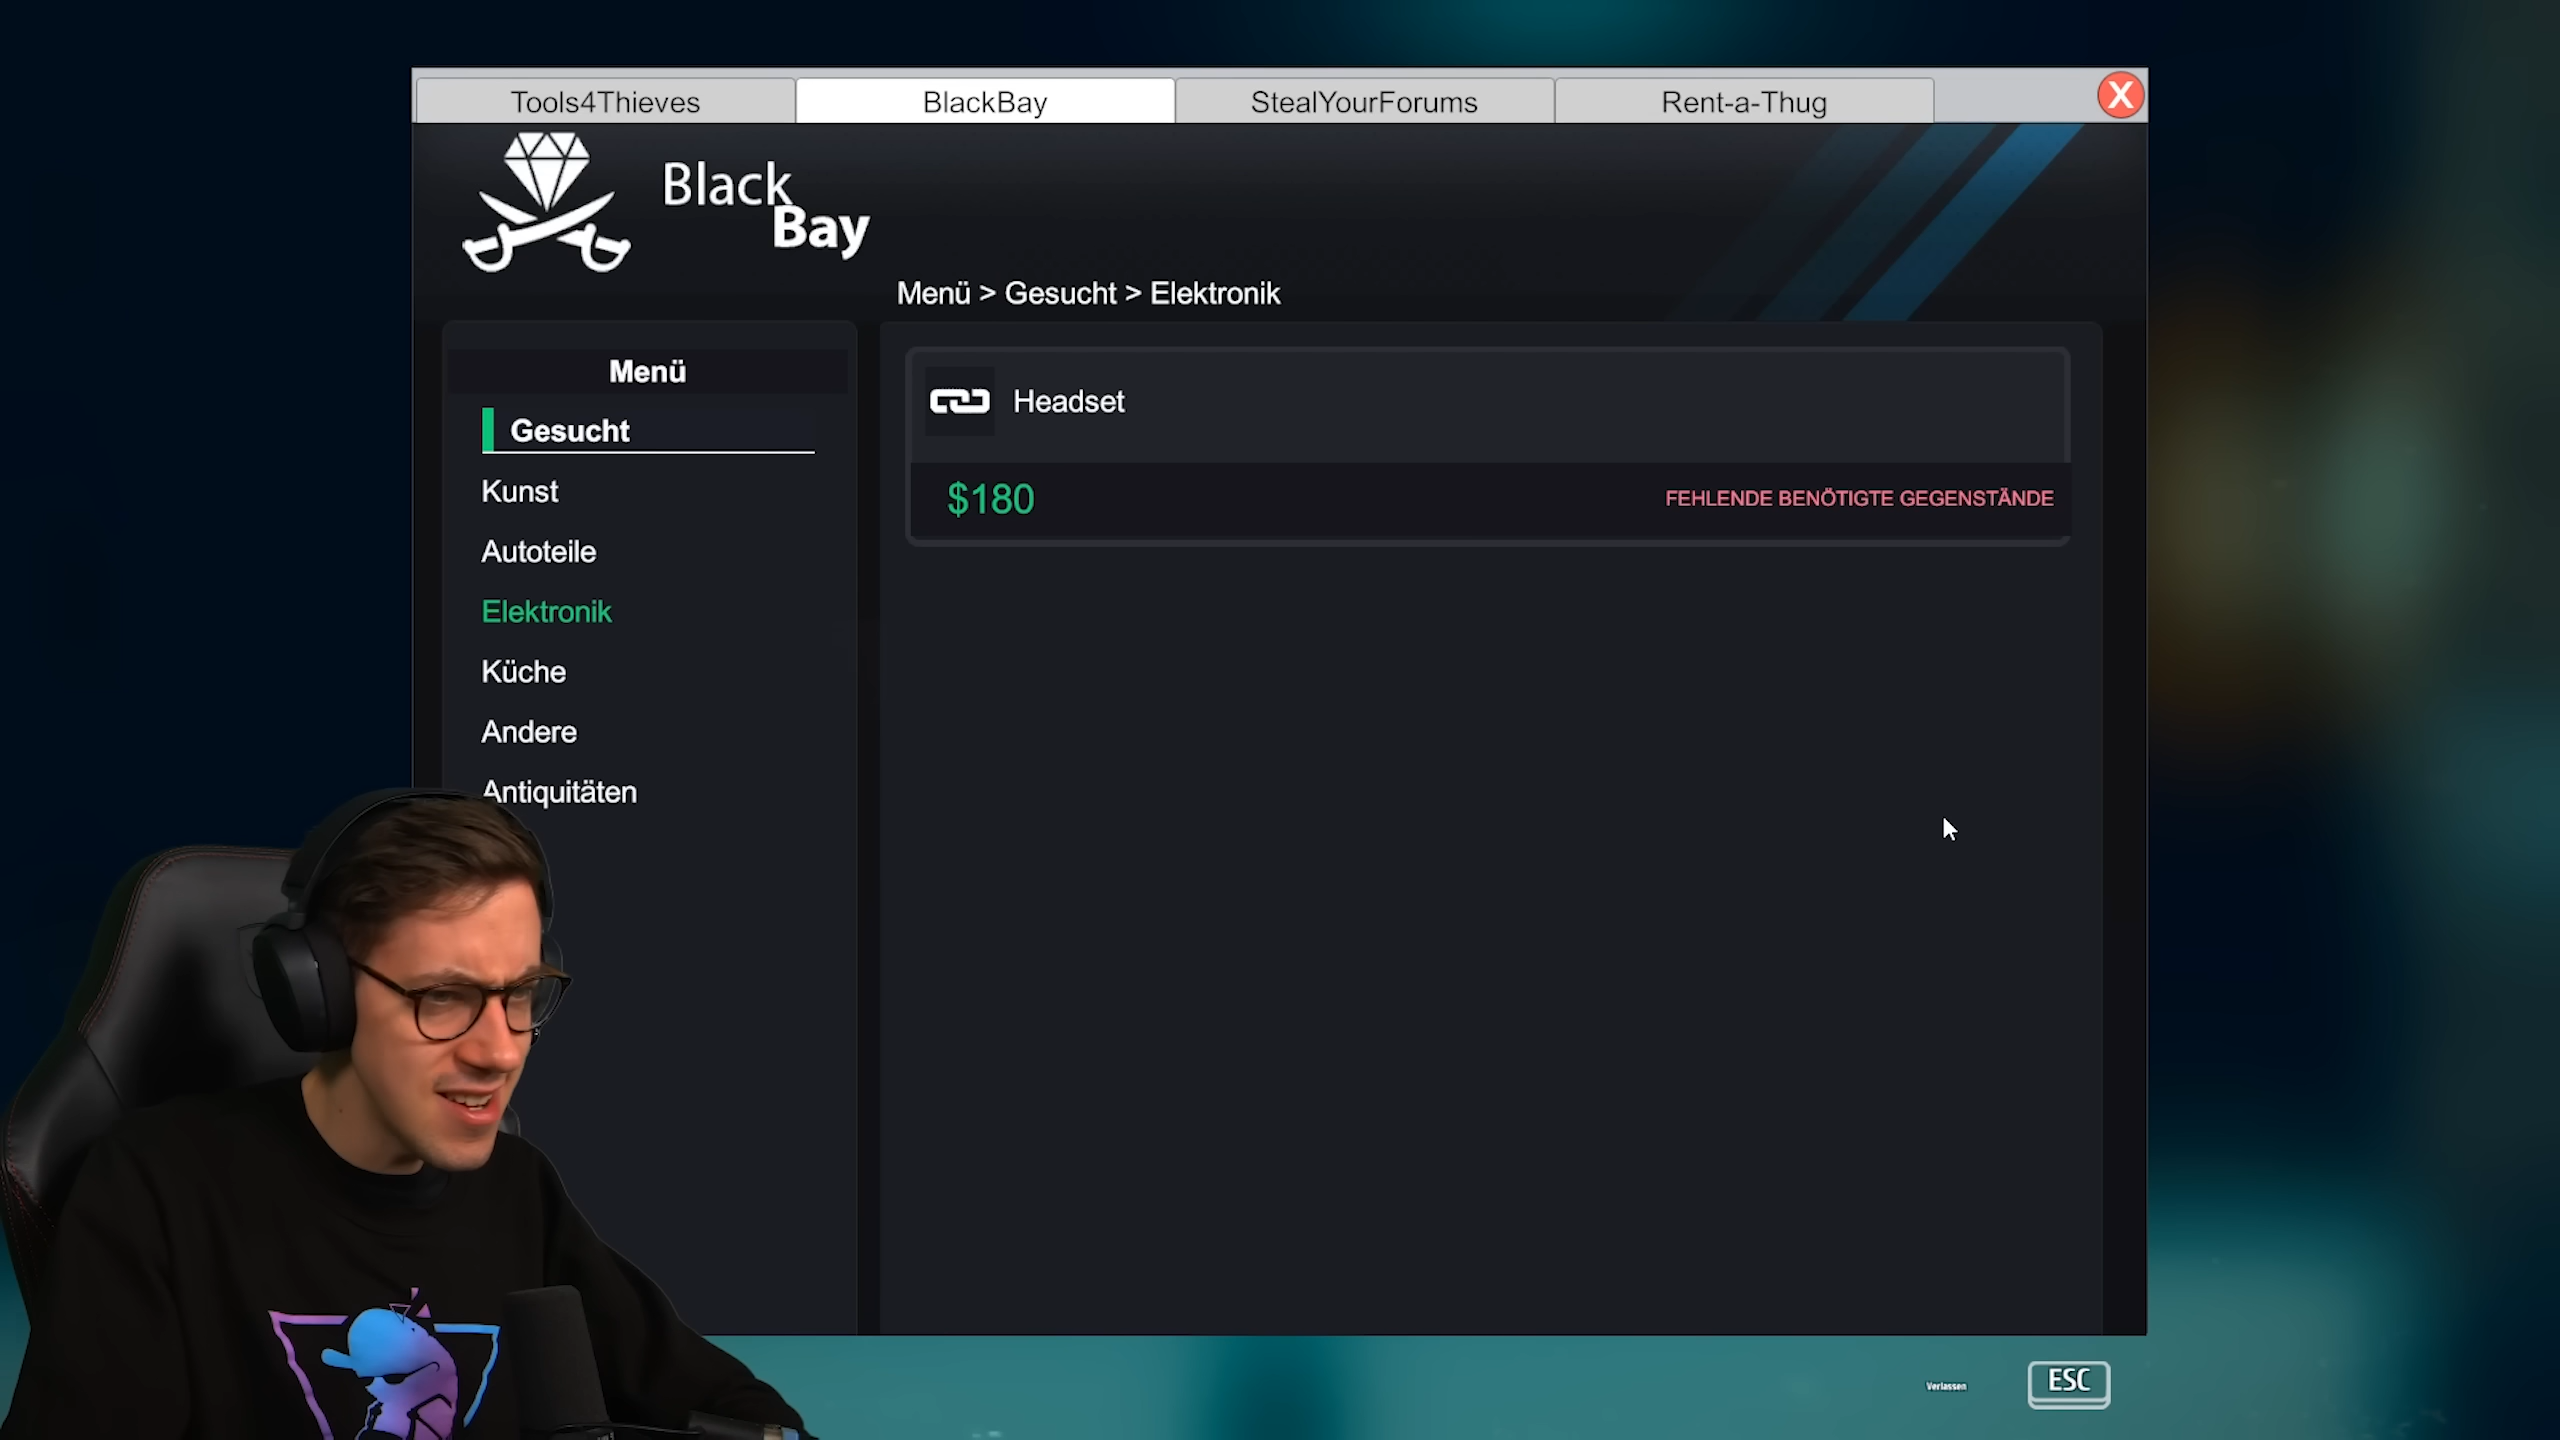 Tools4Thieves
BlackBay
StealYourForums
Rent-a-Thug
X
Black
Bay
Menü > Gesucht > Elektronik
Menü
Gesucht
Kunst
Autoteile
Elektronik
Küche
Andere
Antiquitäten
Headset
$180
FEHLENDE BENÖTIGTE GEGENSTÄNDE
Verlassen
ESC